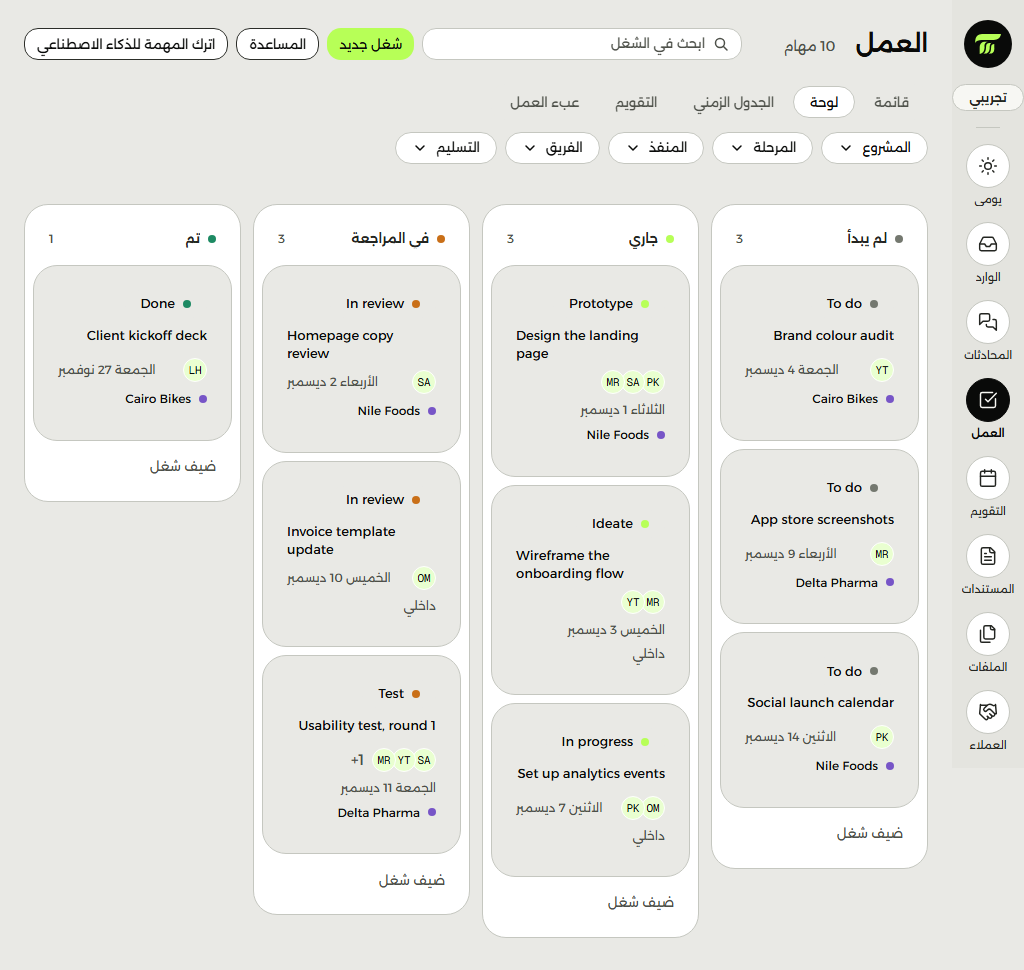 تجريبي
يومي
الوارد
المحادثات
العمل
التقويم
المستندات
الملفات
العملاء
العمل
10 مهام
ابحث في الشغل
شغل جديد
المساعدة
اترك المهمة للذكاء الاصطناعي
قائمة
لوحة
الجدول الزمني
التقويم
عبء العمل
المشروع
المرحلة
المنفذ
الفريق
التسليم
لم يبدأ
3
To do
Brand colour audit
YT
الجمعة 4 ديسمبر
Cairo Bikes
To do
App store screenshots
MR
الأربعاء 9 ديسمبر
Delta Pharma
To do
Social launch calendar
PK
الاثنين 14 ديسمبر
Nile Foods
ضيف شغل
جاري
3
Prototype
Design the landing
page
MR SA PK
الثلاثاء 1 ديسمبر
Nile Foods
Ideate
Wireframe the
onboarding flow
YT MR
الخميس 3 ديسمبر
داخلي
In progress
Set up analytics events
PK OM
الاثنين 7 ديسمبر
داخلي
ضيف شغل
في المراجعة
3
In review
Homepage copy
review
SA
الأربعاء 2 ديسمبر
Nile Foods
In review
Invoice template
update
OM
الخميس 10 ديسمبر
داخلي
Test
Usability test, round 1
+1 MR YT SA
الجمعة 11 ديسمبر
Delta Pharma
ضيف شغل
تم
1
Done
Client kickoff deck
LH
الجمعة 27 نوفمبر
Cairo Bikes
ضيف شغل